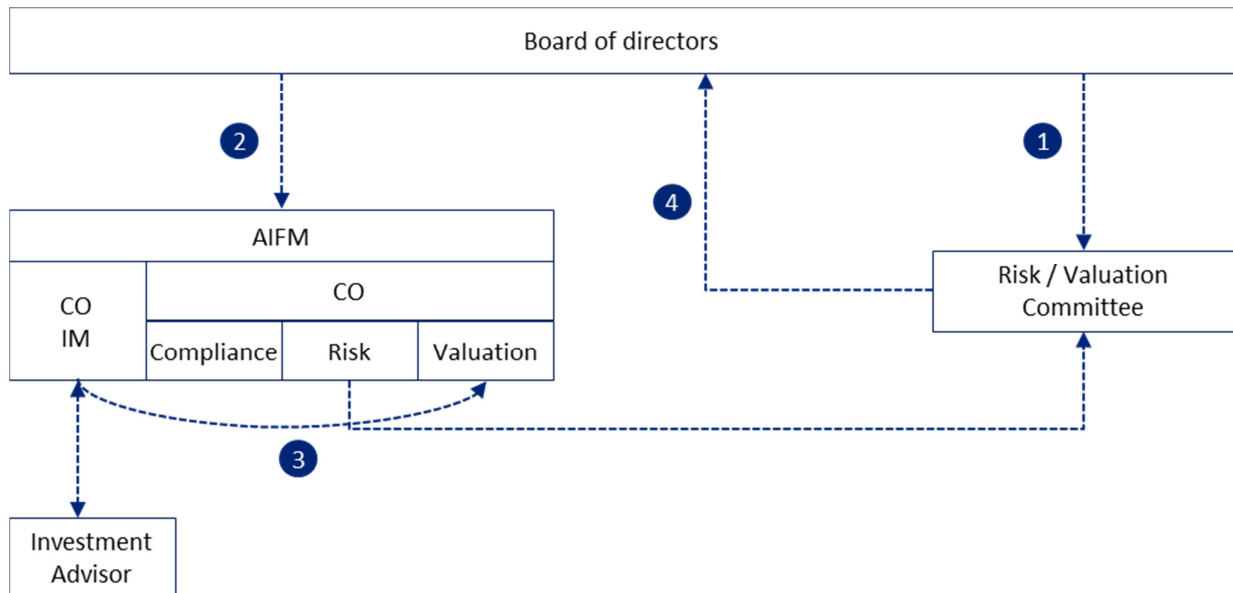 Board of directors
2
1
4
AIFM
CO
IM
CO
Compliance
Risk
Valuation
Risk / Valuation
Committee
3
Investment
Advisor